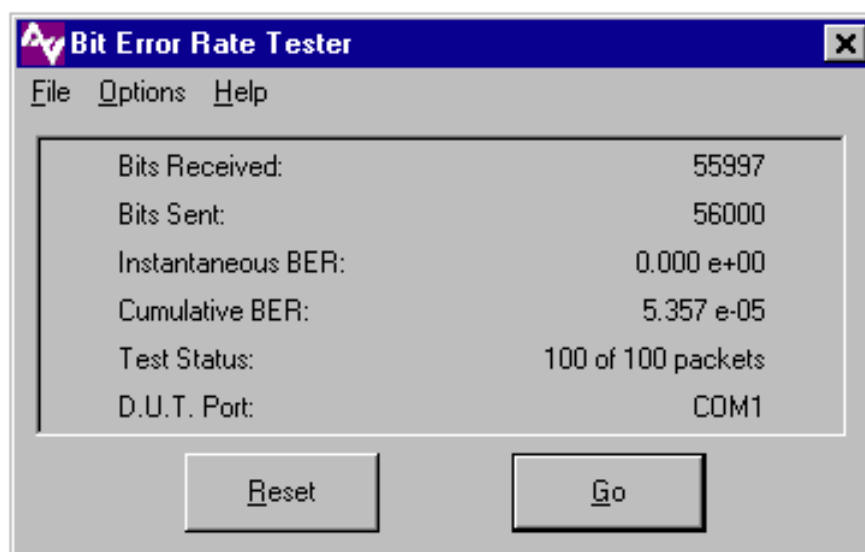 Bit Error Rate Tester
File Options Help
Bits Received: 55997
Bits Sent: 56000
Instantaneous BER: 0.000 e+00
Cumulative BER: 5.357 e-05
Test Status: 100 of 100 packets
D.U.T. Port: COM1
Reset Go